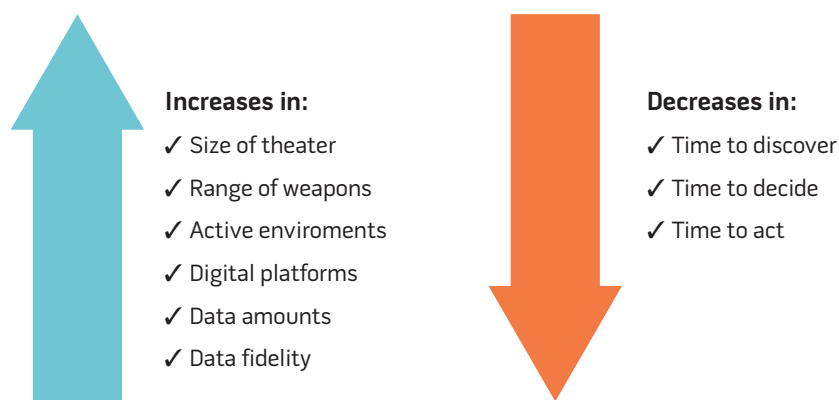 Increases in:
✓ Size of theater
✓ Range of weapons
✓ Active enviroments
✓ Digital platforms
✓ Data amounts
✓ Data fidelity
Decreases in:
✓ Time to discover
✓ Time to decide
✓ Time to act